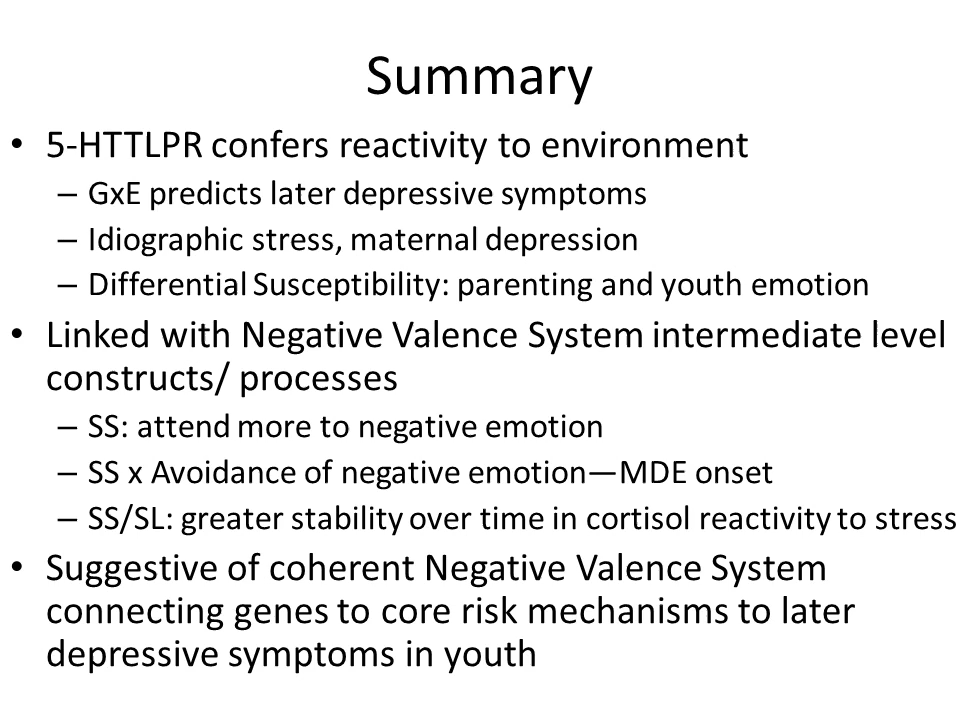 Summary
• 5-HTTLPR confers reactivity to environment
– GxE predicts later depressive symptoms
– Idiographic stress, maternal depression
– Differential Susceptibility: parenting and youth emotion
• Linked with Negative Valence System intermediate level
constructs/ processes
– SS: attend more to negative emotion
– SS x Avoidance of negative emotion—MDE onset
– SS/SL: greater stability over time in cortisol reactivity to stress
• Suggestive of coherent Negative Valence System
connecting genes to core risk mechanisms to later
depressive symptoms in youth